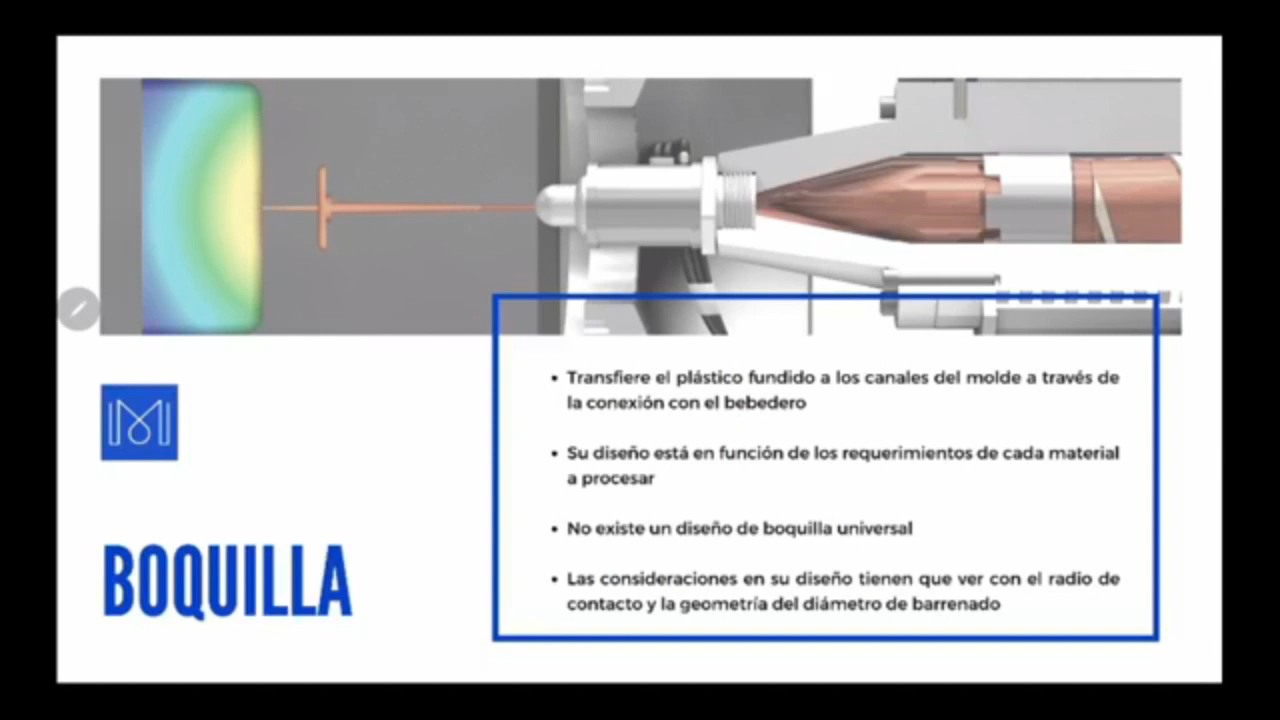 BOQUILLA
• Transfiere el plástico fundido a los canales del molde a través de
la conexión con el bebedero
• Su diseño está en función de los requerimientos de cada material
a procesar
• No existe un diseño de boquilla universal
• Las consideraciones en su diseño tienen que ver con el radio de
contacto y la geometría del diámetro de barrenado